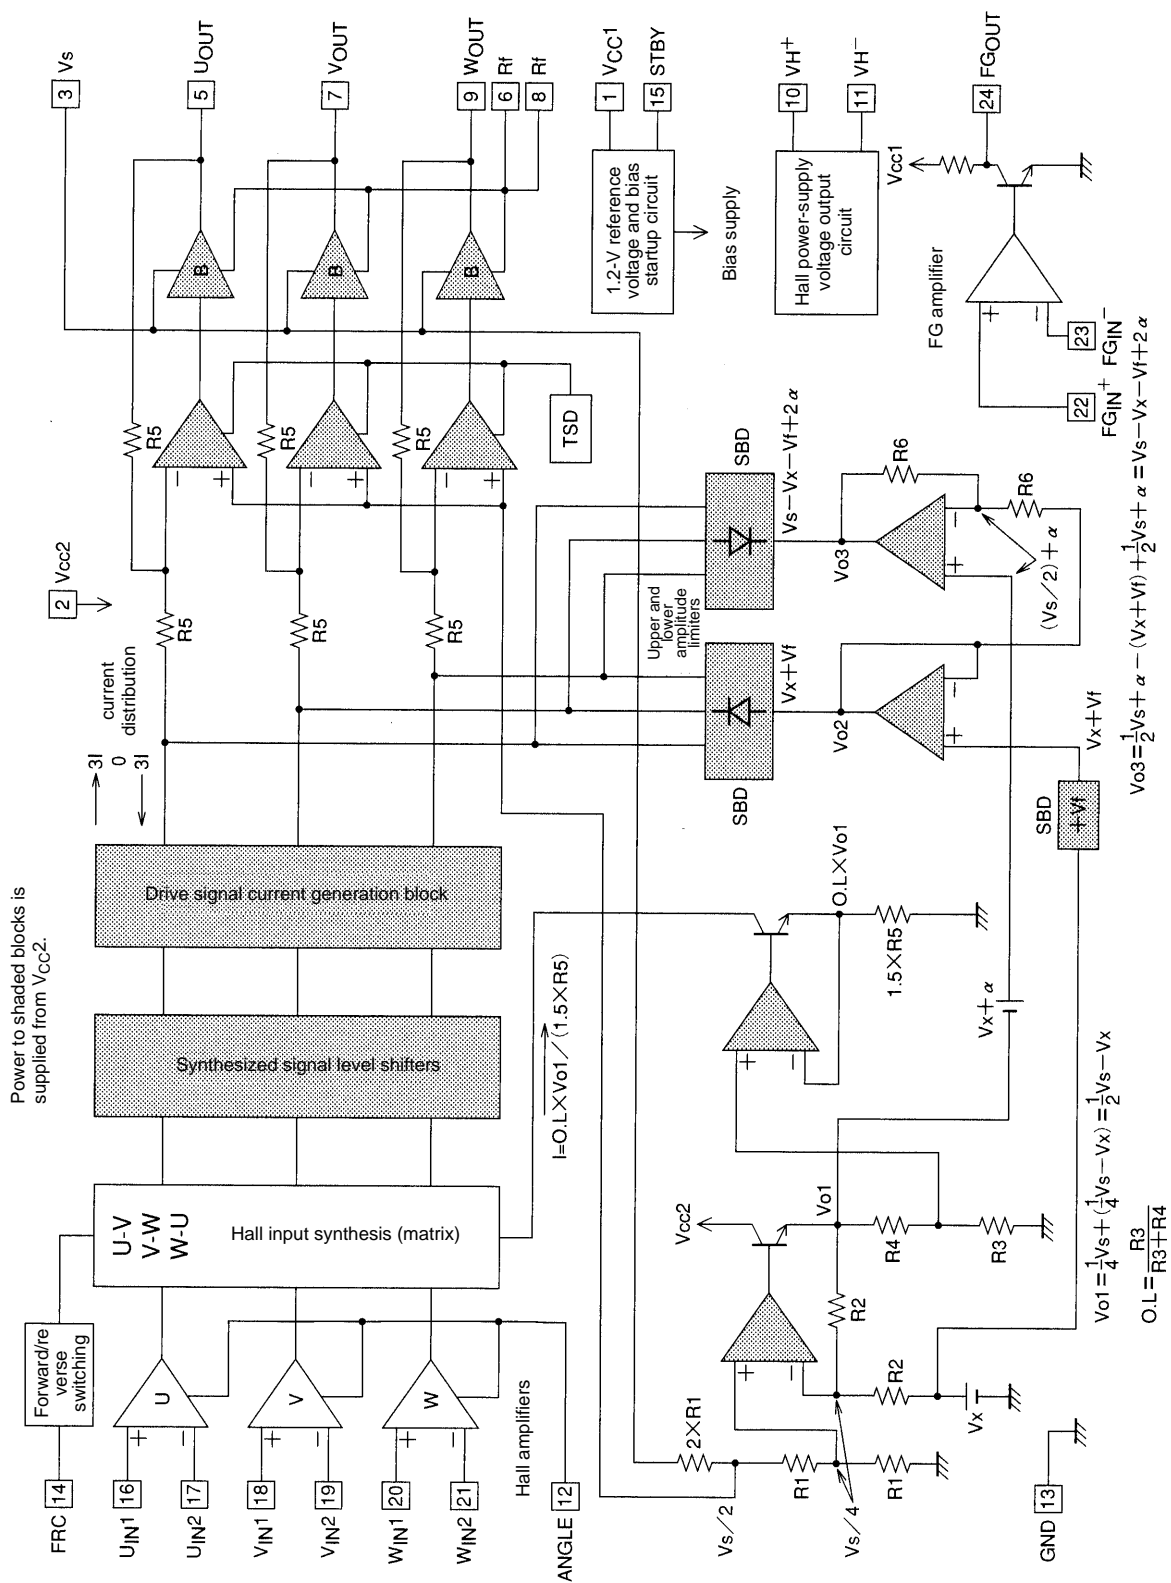 Power to shaded blocks is
supplied from VCC2.
FRC 14
Forward/re
verse
switching
UIN1 16
UIN2 17
VIN1 18
VIN2 19
WIN1 20
WIN2 21
Hall amplifiers
ANGLE 12
U
V
W
+
−
+
−
+
−
U-V
V-W
W-U
Hall input synthesis (matrix)
Synthesized signal level shifters
Drive signal current generation block
3I
0
3I
current
distribution
2 Vcc2
R5
R5
R5
R5
R5
R5
−
+
−
+
−
+
TSD
B
B
B
3 Vs
5 UOUT
7 VOUT
9 WOUT
6 Rf
8 Rf
1 VCC1
15 STBY
1.2-V reference
voltage and bias
startup circuit
Bias supply
10 VH+
11 VH−
Hall power-supply
voltage output
circuit
Vcc1
24 FGOUT
FG amplifier
+
−
22 FGIN+
23 FGIN−
I=O.L×Vo1/(1.5×R5)
Upper and
lower
amplitude
limiters
SBD
SBD
Vx+Vf
Vs−Vx−Vf+2α
Vo2
Vo3
R6
R6
+
−
+
−
(Vs/2)+α
Vx+Vf
SBD
+Vf
O.L×Vo1
1.5×R5
+
−
Vx+α
Vcc2
Vo1
R4
R3
R2
R2
+
−
Vx
2×R1
Vs/2
R1
R1
Vs/4
GND 13
Vo1=1/4Vs+(1/4Vs−Vx)=1/2Vs−Vx
O.L=R3/R3+R4
Vo3=1/2Vs+α−(Vx+Vf)+1/2Vs+α=Vs−Vx−Vf+2α